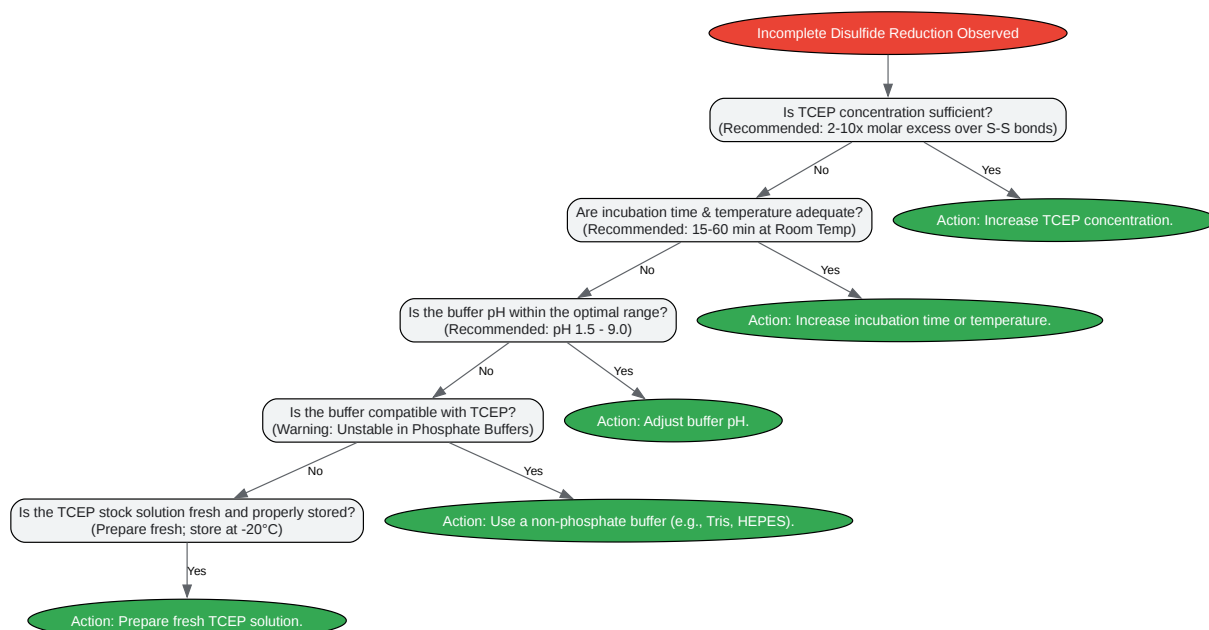 Incomplete Disulfide Reduction Observed
Is TCEP concentration sufficient?
(Recommended: 2-10x molar excess over S-S bonds)
No
Yes
Are incubation time & temperature adequate?
(Recommended: 15-60 min at Room Temp)
Action: Increase TCEP concentration.
No
Yes
Is the buffer pH within the optimal range?
(Recommended: pH 1.5 - 9.0)
Action: Increase incubation time or temperature.
No
Yes
Is the buffer compatible with TCEP?
(Warning: Unstable in Phosphate Buffers)
Action: Adjust buffer pH.
No
Yes
Is the TCEP stock solution fresh and properly stored?
(Prepare fresh; store at -20°C)
Action: Use a non-phosphate buffer (e.g., Tris, HEPES).
Yes
Action: Prepare fresh TCEP solution.